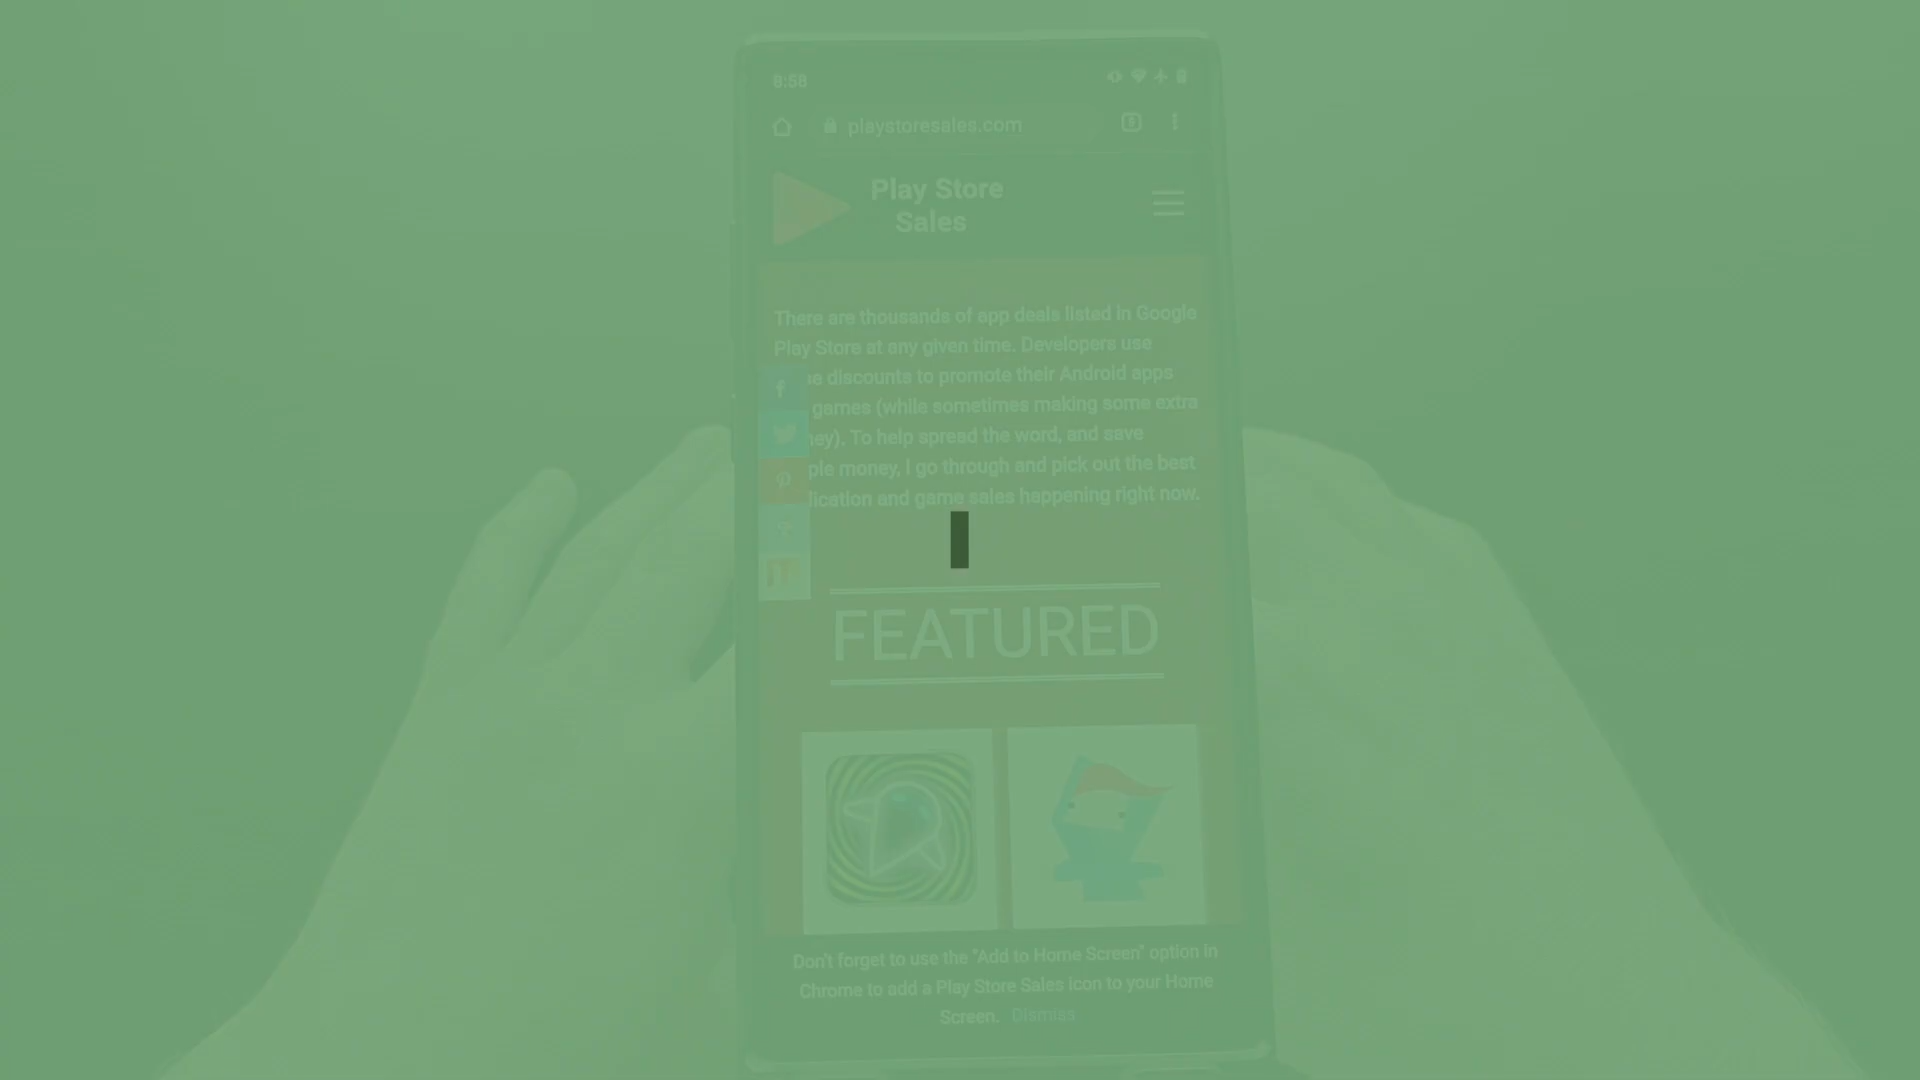 8:58
playstoresales.com
5
Play Store
Sales
There are thousands of app deals listed in Google
Play Store at any given time. Developers use
e discounts to promote their Android apps
games (while sometimes making some extra
ney). To help spread the word, and save
ple money, I go through and pick out the best
lication and game sales happening right now.
FEATURED
Don't forget to use the "Add to Home Screen" option in
Chrome to add a Play Store Sales icon to your Home
Screen. Dismiss